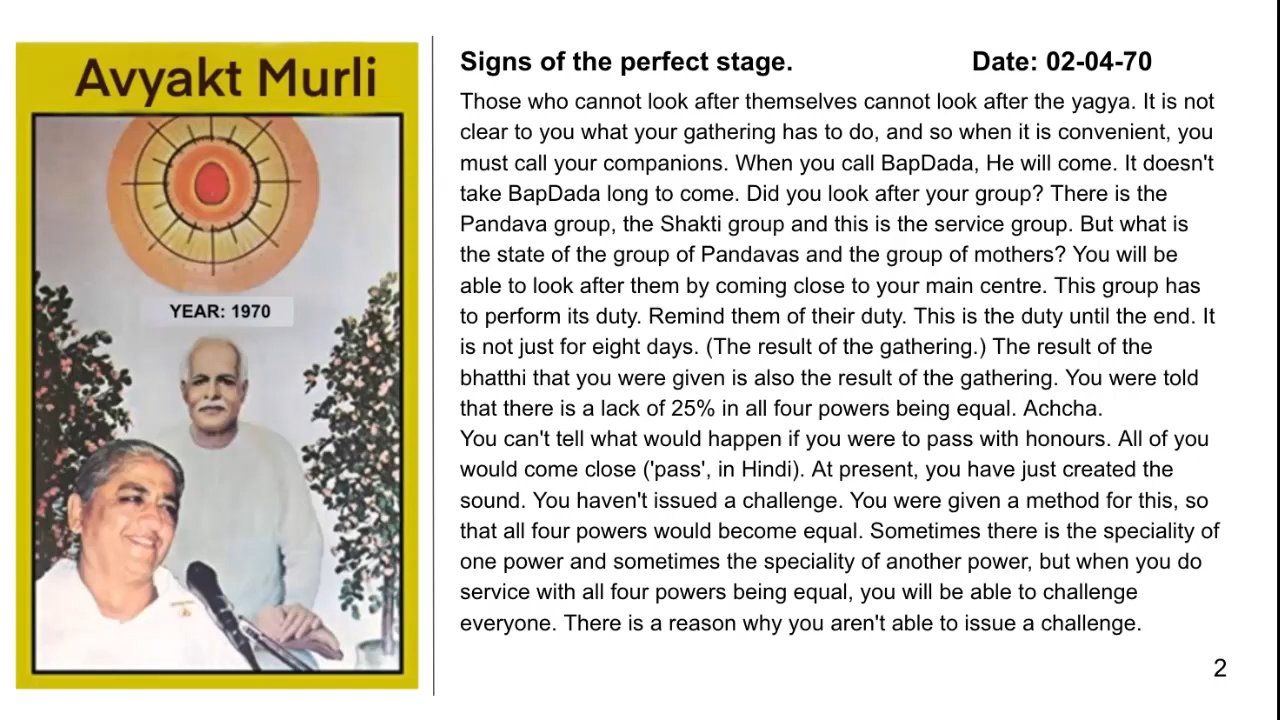 Avyakt Murli
YEAR: 1970
Signs of the perfect stage. Date: 02-04-70
Those who cannot look after themselves cannot look after the yagya. It is not
clear to you what your gathering has to do, and so when it is convenient, you
must call your companions. When you call BapDada, He will come. It doesn't
take BapDada long to come. Did you look after your group? There is the
Pandava group, the Shakti group and this is the service group. But what is
the state of the group of Pandavas and the group of mothers? You will be
able to look after them by coming close to your main centre. This group has
to perform its duty. Remind them of their duty. This is the duty until the end. It
is not just for eight days. (The result of the gathering.) The result of the
bhatthi that you were given is also the result of the gathering. You were told
that there is a lack of 25% in all four powers being equal. Achcha.
You can't tell what would happen if you were to pass with honours. All of you
would come close ('pass', in Hindi). At present, you have just created the
sound. You haven't issued a challenge. You were given a method for this, so
that all four powers would become equal. Sometimes there is the speciality of
one power and sometimes the speciality of another power, but when you do
service with all four powers being equal, you will be able to challenge
everyone. There is a reason why you aren't able to issue a challenge.
2